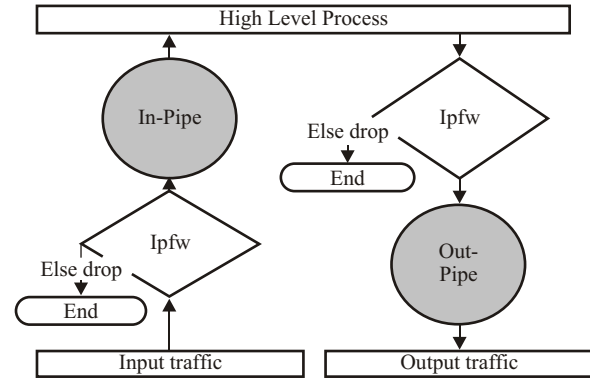 High Level Process
In-Pipe
Ipfw
Else drop
End
Input traffic
Ipfw
Else drop
End
Out-
Pipe
Output traffic